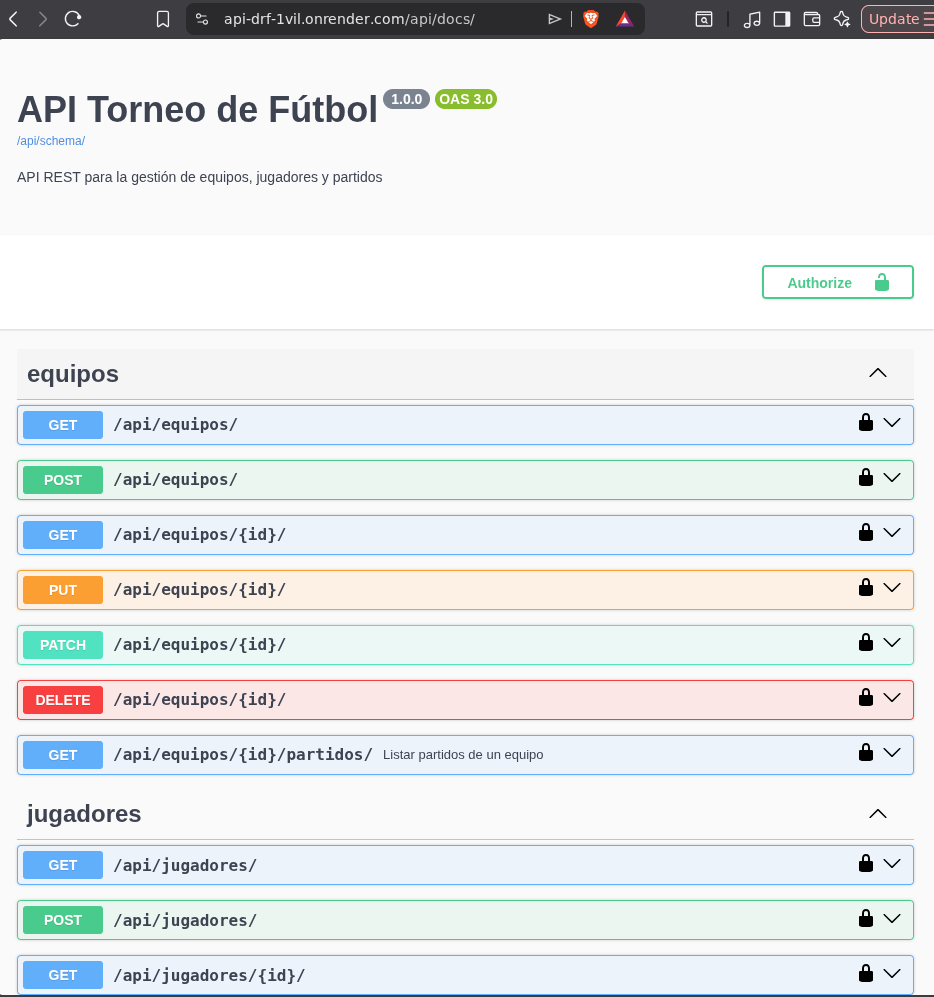 api-drf-1vil.onrender.com/api/docs/
Update
API Torneo de Fútbol 1.0.0 OAS 3.0
/api/schema/
API REST para la gestión de equipos, jugadores y partidos
Authorize
equipos
GET /api/equipos/
POST /api/equipos/
GET /api/equipos/{id}/
PUT /api/equipos/{id}/
PATCH /api/equipos/{id}/
DELETE /api/equipos/{id}/
GET /api/equipos/{id}/partidos/ Listar partidos de un equipo
jugadores
GET /api/jugadores/
POST /api/jugadores/
GET /api/jugadores/{id}/